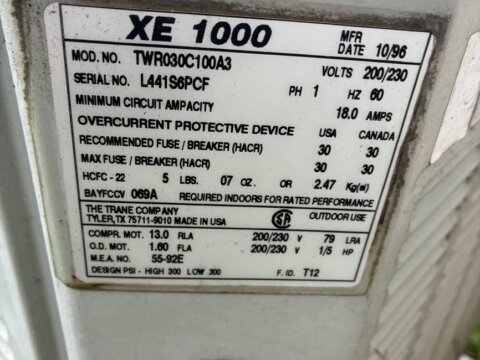 XE 1000
MFR
DATE 10/96
MOD. NO. TWR030C100A3
VOLTS 200/230
SERIAL NO. L441S6PCF
PH 1 HZ 60
MINIMUM CIRCUIT AMPACITY 18.0 AMPS
OVERCURRENT PROTECTIVE DEVICE USA CANADA
RECOMMENDED FUSE / BREAKER (HACR) 30 30
MAX FUSE / BREAKER (HACR) 30 30
HCFC - 22 5 LBS. 07 OZ. OR 2.47 Kg(sl)
BAYFCCV 069A REQUIRED INDOORS FOR RATED PERFORMANCE
THE TRANE COMPANY
TYLER,TX 75711-9010 MADE IN USA
SA
OUTDOOR USE
COMPR. MOT. 13.0 RLA 200/230 V 79 LRA
O.D. MOT. 1.60 FLA 200/230 V 1/5 HP
M.E.A. NO. 55-92E
DESIGN PSI - HIGH 300 LOW 300 F. ID. T12